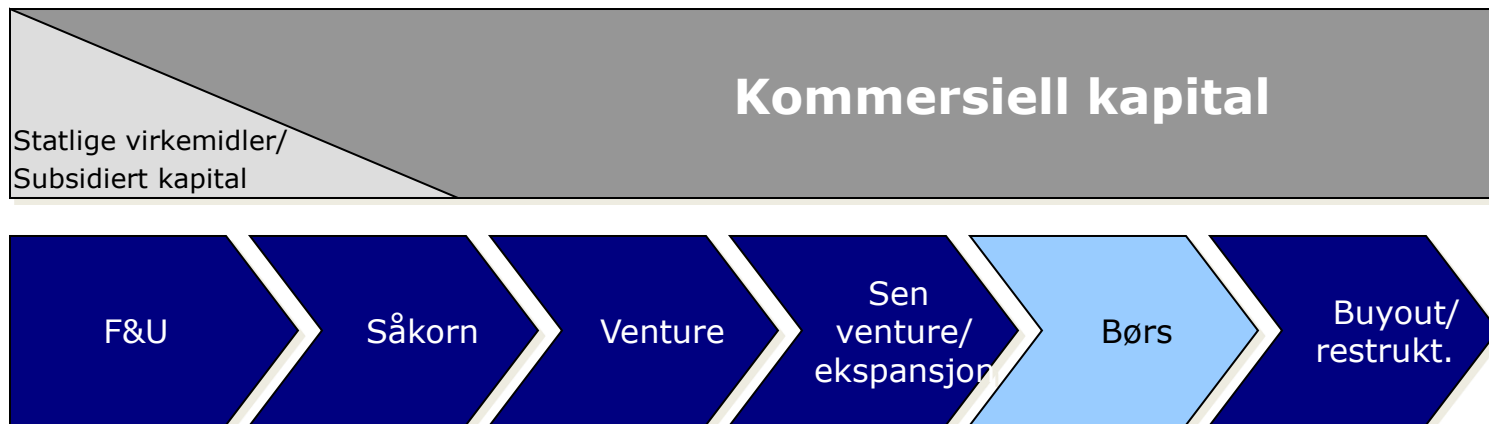 Kommersiell kapital
Statlige virkemidler/
Subsidiert kapital
F&U
Såkorn
Venture
Sen
venture/
ekspansjon
Børs
Buyout/
restrukt.